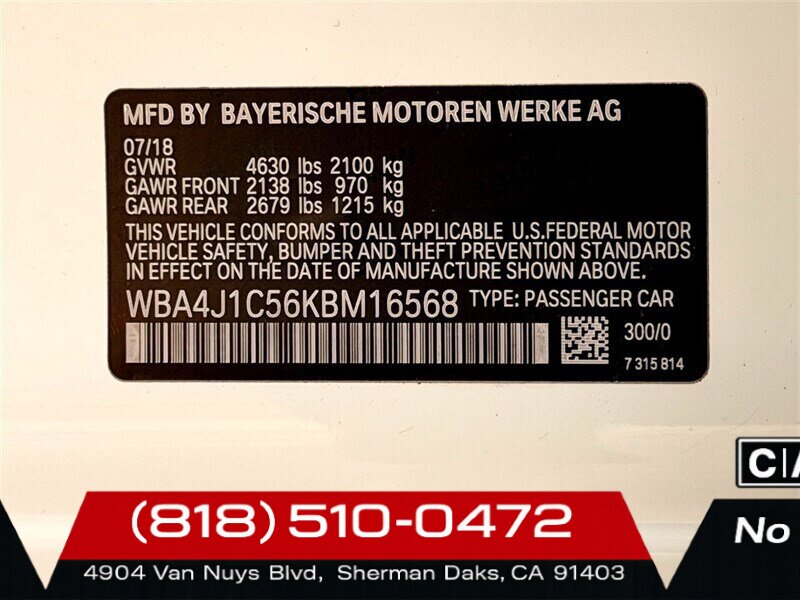 MFD BY BAYERISCHE MOTOREN WERKE AG
07/18
GVWR 4630 lbs 2100 kg
GAWR FRONT 2138 lbs 970 kg
GAWR REAR 2679 lbs 1215 kg
THIS VEHICLE CONFORMS TO ALL APPLICABLE U.S.FEDERAL MOTOR
VEHICLE SAFETY, BUMPER AND THEFT PREVENTION STANDARDS
IN EFFECT ON THE DATE OF MANUFACTURE SHOWN ABOVE.
WBA4J1C56KBM16568 TYPE: PASSENGER CAR
300/0
7 315 814
(818) 510-0472
4904 Van Nuys Blvd, Sherman Daks, CA 91403
No